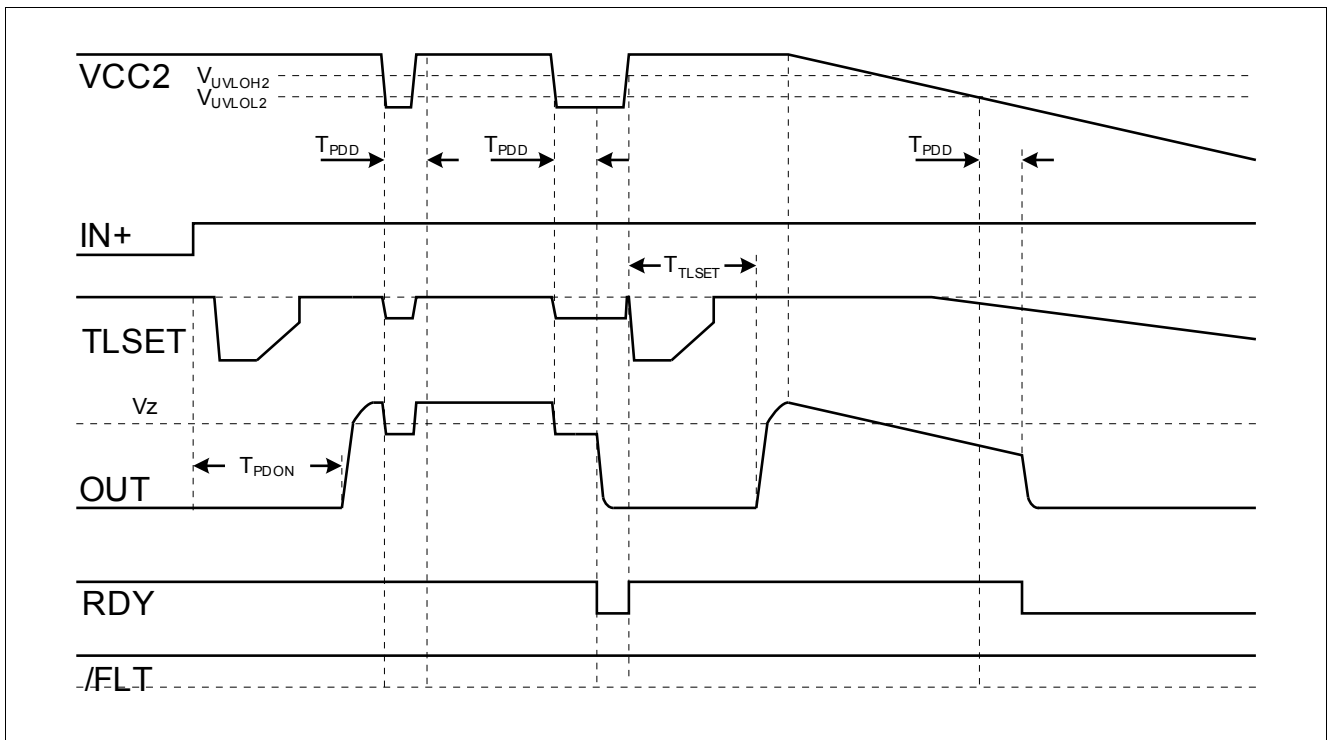 VCC2
VUVLOH2
VUVLOL2
TPDD
TPDD
TPDD
IN+
TTLSET
TLSET
Vz
TPDON
OUT
RDY
/FLT